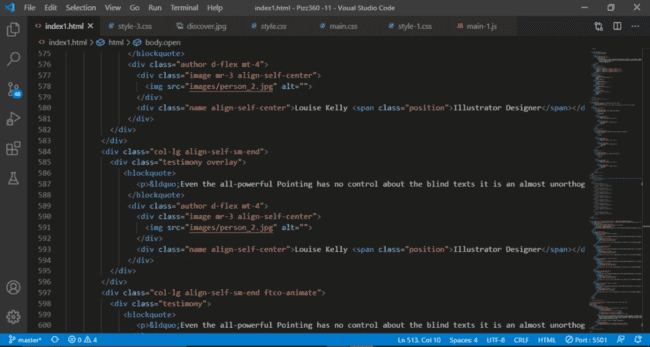 File Edit Selection View Go Run Terminal Help index1.html - Pizz360 -11 - Visual Studio Code
index1.html × style-3.css discover.jpg style.css main.css style-1.css main-1.js
index1.html > html > body.open
575 </blockquote>
576 <div class="author d-flex mt-4">
577 <div class="image mr-3 align-self-center">
578 <img src="images/person_2.jpg" alt="">
579 </div>
580 <div class="name align-self-center">Louise Kelly <span class="position">Illustrator Designer</span></d
581 </div>
582 </div>
583 </div>
584 <div class="col-lg align-self-sm-end">
585 <div class="testimony overlay">
586 <blockquote>
587 <p>&ldquo;Even the all-powerful Pointing has no control about the blind texts it is an almost unorthog
588 </blockquote>
589 <div class="author d-flex mt-4">
590 <div class="image mr-3 align-self-center">
591 <img src="images/person_2.jpg" alt="">
592 </div>
593 <div class="name align-self-center">Louise Kelly <span class="position">Illustrator Designer</span></d
594 </div>
595 </div>
596 </div>
597 <div class="col-lg align-self-sm-end ftco-animate">
598 <div class="testimony">
599 <blockquote>
600 <p>&ldquo;Even the all-powerful Pointing has no control about the blind texts it is an almost unorthog
48
master* 0 4 Ln 513, Col 10 Spaces: 4 UTF-8 CRLF HTML Port : 5501